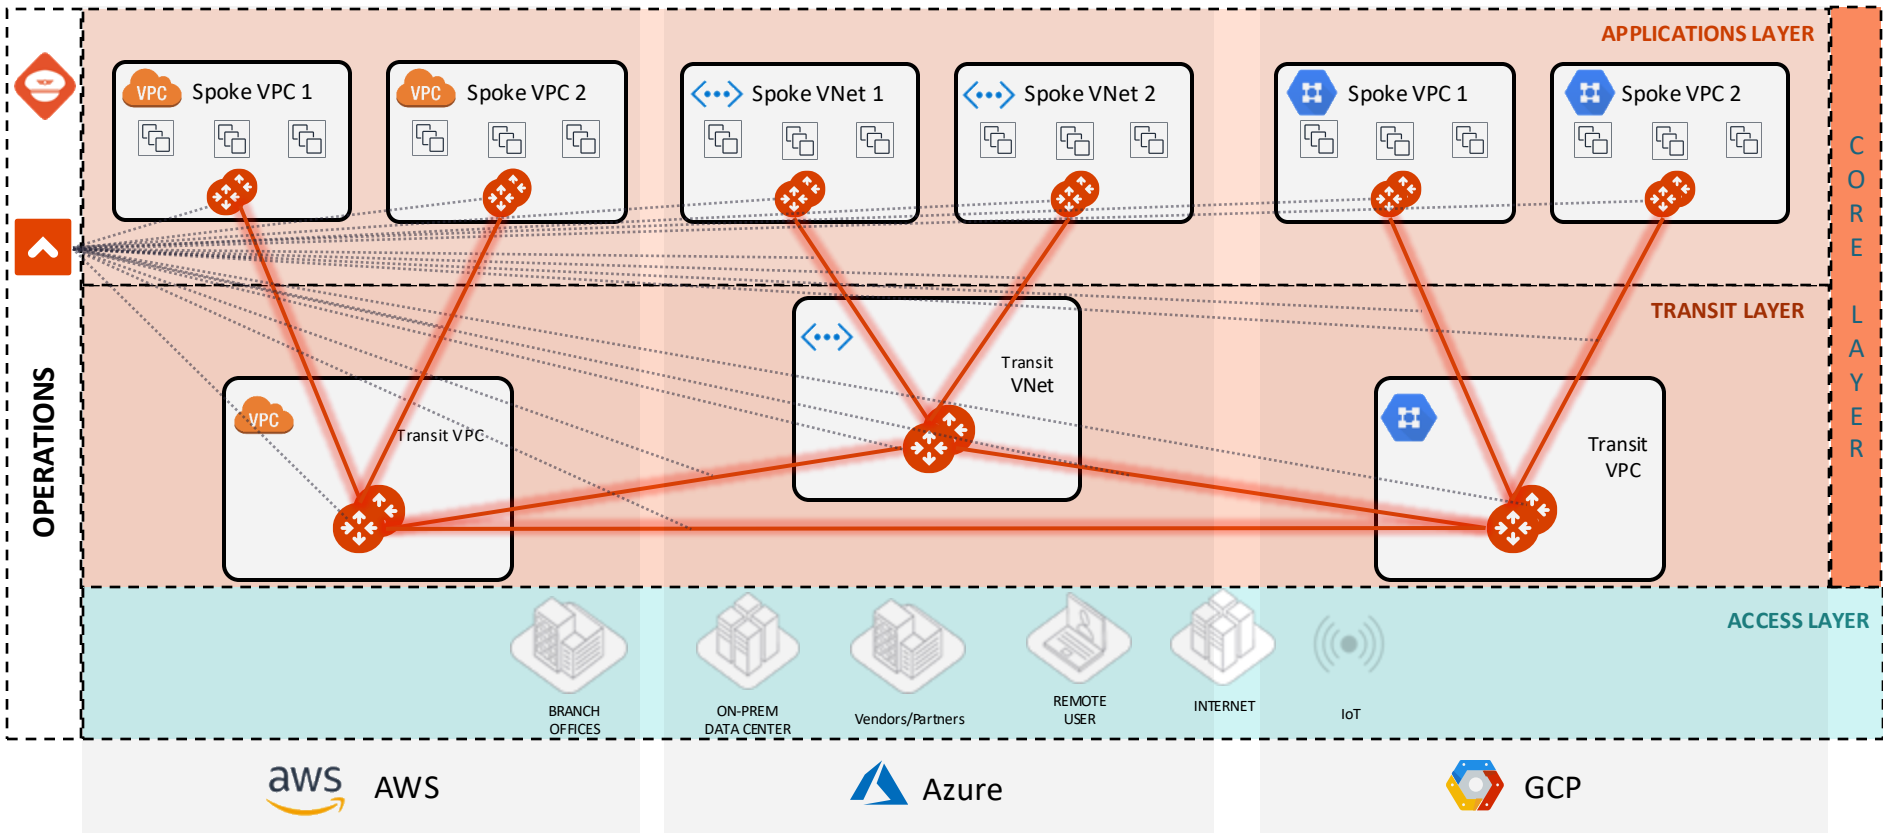 APPLICATIONS LAYER
VPC
Spoke VPC 1
VPC
Spoke VPC 2
Spoke VNet 1
Spoke VNet 2
Spoke VPC 1
Spoke VPC 2
CORE LAYER
OPERATIONS
TRANSIT LAYER
VPC
Transit VPC
Transit
VNet
Transit
VPC
ACCESS LAYER
BRANCH
OFFICES
ON-PREM
DATA CENTER
Vendors/Partners
REMOTE
USER
INTERNET
IoT
aws
AWS
Azure
GCP